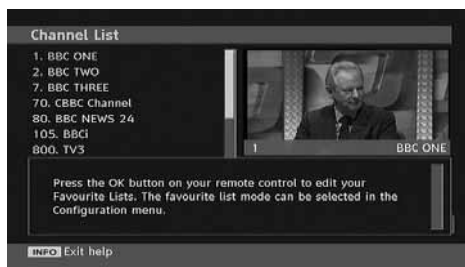 Channel List
1. BBC ONE
2. BBC TWO
7. BBC THREE
70. CBBC Channel
80. BBC NEWS 24
105. BBCi
800. TV3
1 BBC ONE
Press the OK button on your remote control to edit your
Favourite Lists. The favourite list mode can be selected in the
Configuration menu.
INFO Exit help